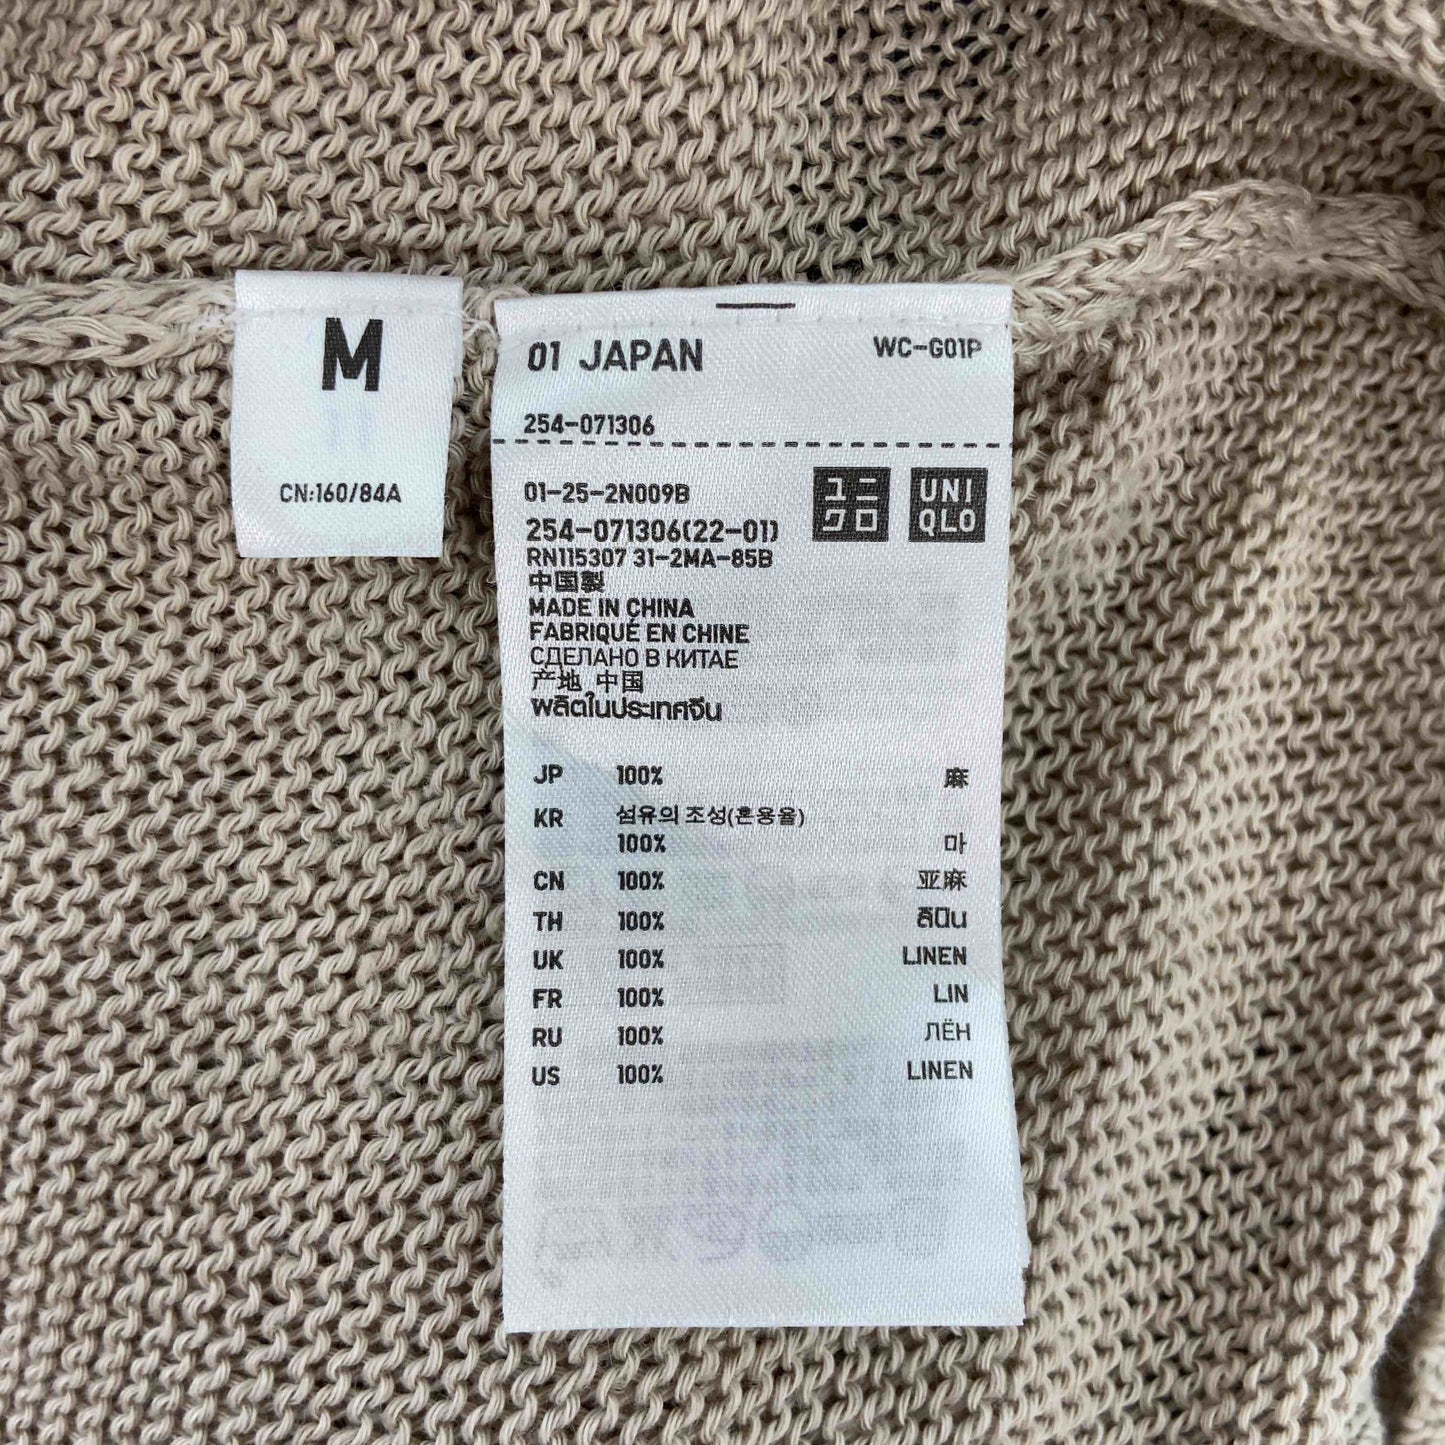 M
CN:160/84A
01 JAPAN
WC-G01P
254-071306
01-25-2N009B
ユニ
クロ
UNI
QLO
254-071306(22-01)
RN115307 31-2MA-85B
中国製
MADE IN CHINA
FABRIQUÉ EN CHINE
СДЕЛАНО В КИТАЕ
产地 中国
ผลิตในประเทศจีน
JP 100% 麻
KR 섬유의 조성(혼용율)
100% 마
CN 100% 亚麻
TH 100% ลินิน
UK 100% LINEN
FR 100% LIN
RU 100% ЛЁН
US 100% LINEN